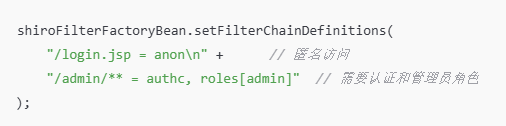 shiroFilterFactoryBean.setFilterChainDefinitions(
    "/login.jsp = anon\n" +      // 匿名访问
    "/admin/** = authc, roles[admin]"  // 需要认证和管理员角色
);